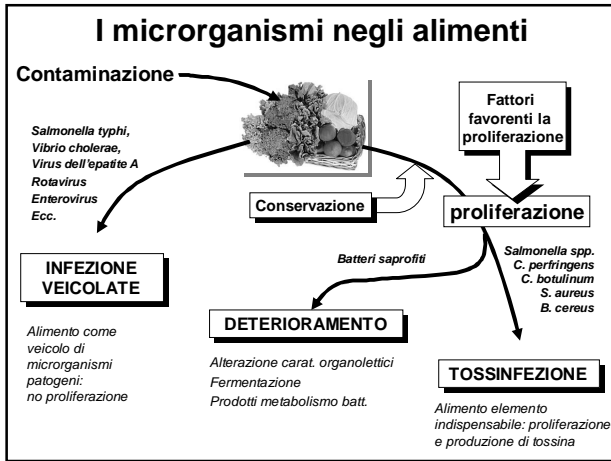 I microrganismi negli alimenti
Contaminazione
Salmonella typhi,
Vibrio cholerae,
Virus dell'epatite A
Rotavirus
Enterovirus
Ecc.
Fattori
favorenti la
proliferazione
Conservazione
proliferazione
Batteri saprofiti
Salmonella spp.
C. perfringens
C. botulinum
S. aureus
B. cereus
INFEZIONE
VEICOLATE
Alimento come
veicolo di
microrganismi
patogeni:
no proliferazione
DETERIORAMENTO
Alterazione carat. organolettici
Fermentazione
Prodotti metabolismo batt.
TOSSINFEZIONE
Alimento elemento
indispensabile: proliferazione
e produzione di tossina